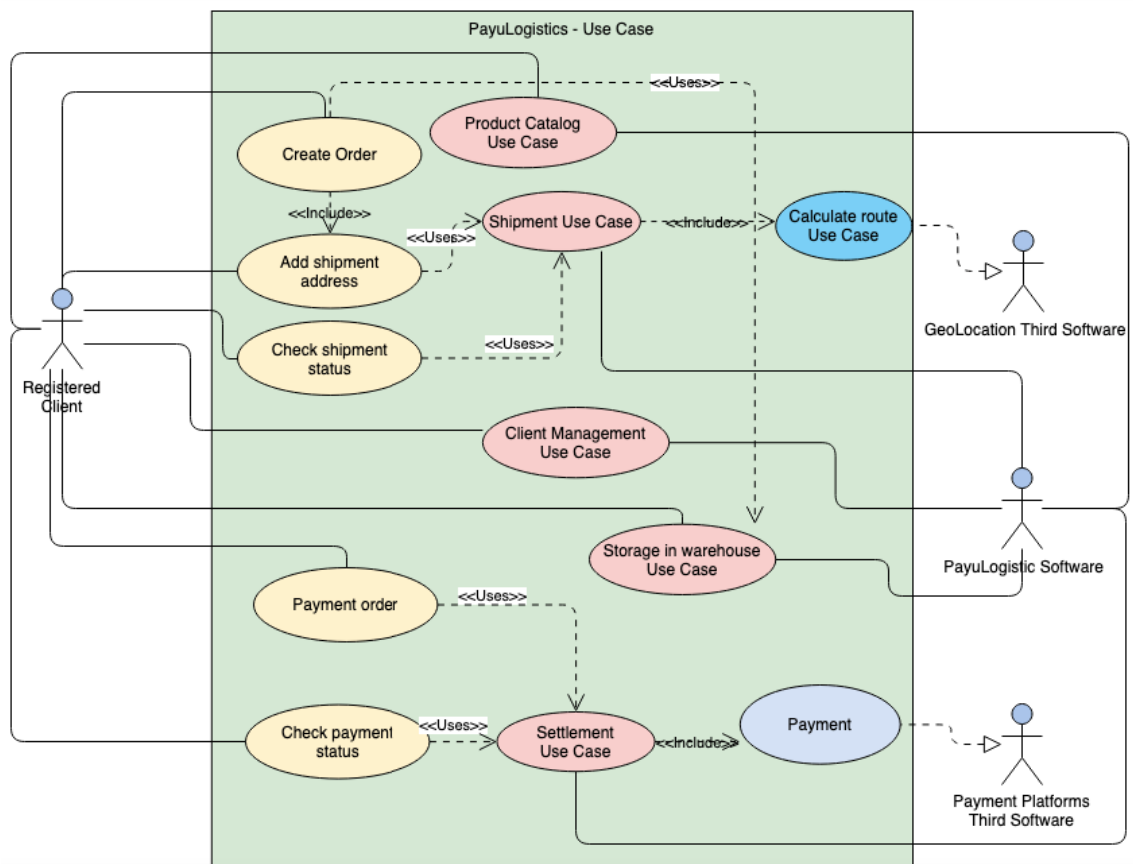 PayuLogistics - Use Case
<<Uses>>
Product Catalog
Use Case
Create Order
<<Include>>
Shipment Use Case
<<Include>>
Calculate route
Use Case
<<Uses>>
Add shipment
address
GeoLocation Third Software
Check shipment
status
<<Uses>>
Registered
Client
Client Management
Use Case
Storage in warehouse
Use Case
PayuLogistic Software
Payment order
<<Uses>>
Check payment
status
<<Uses>>
Settlement
Use Case
<<Include>>
Payment
Payment Platforms
Third Software